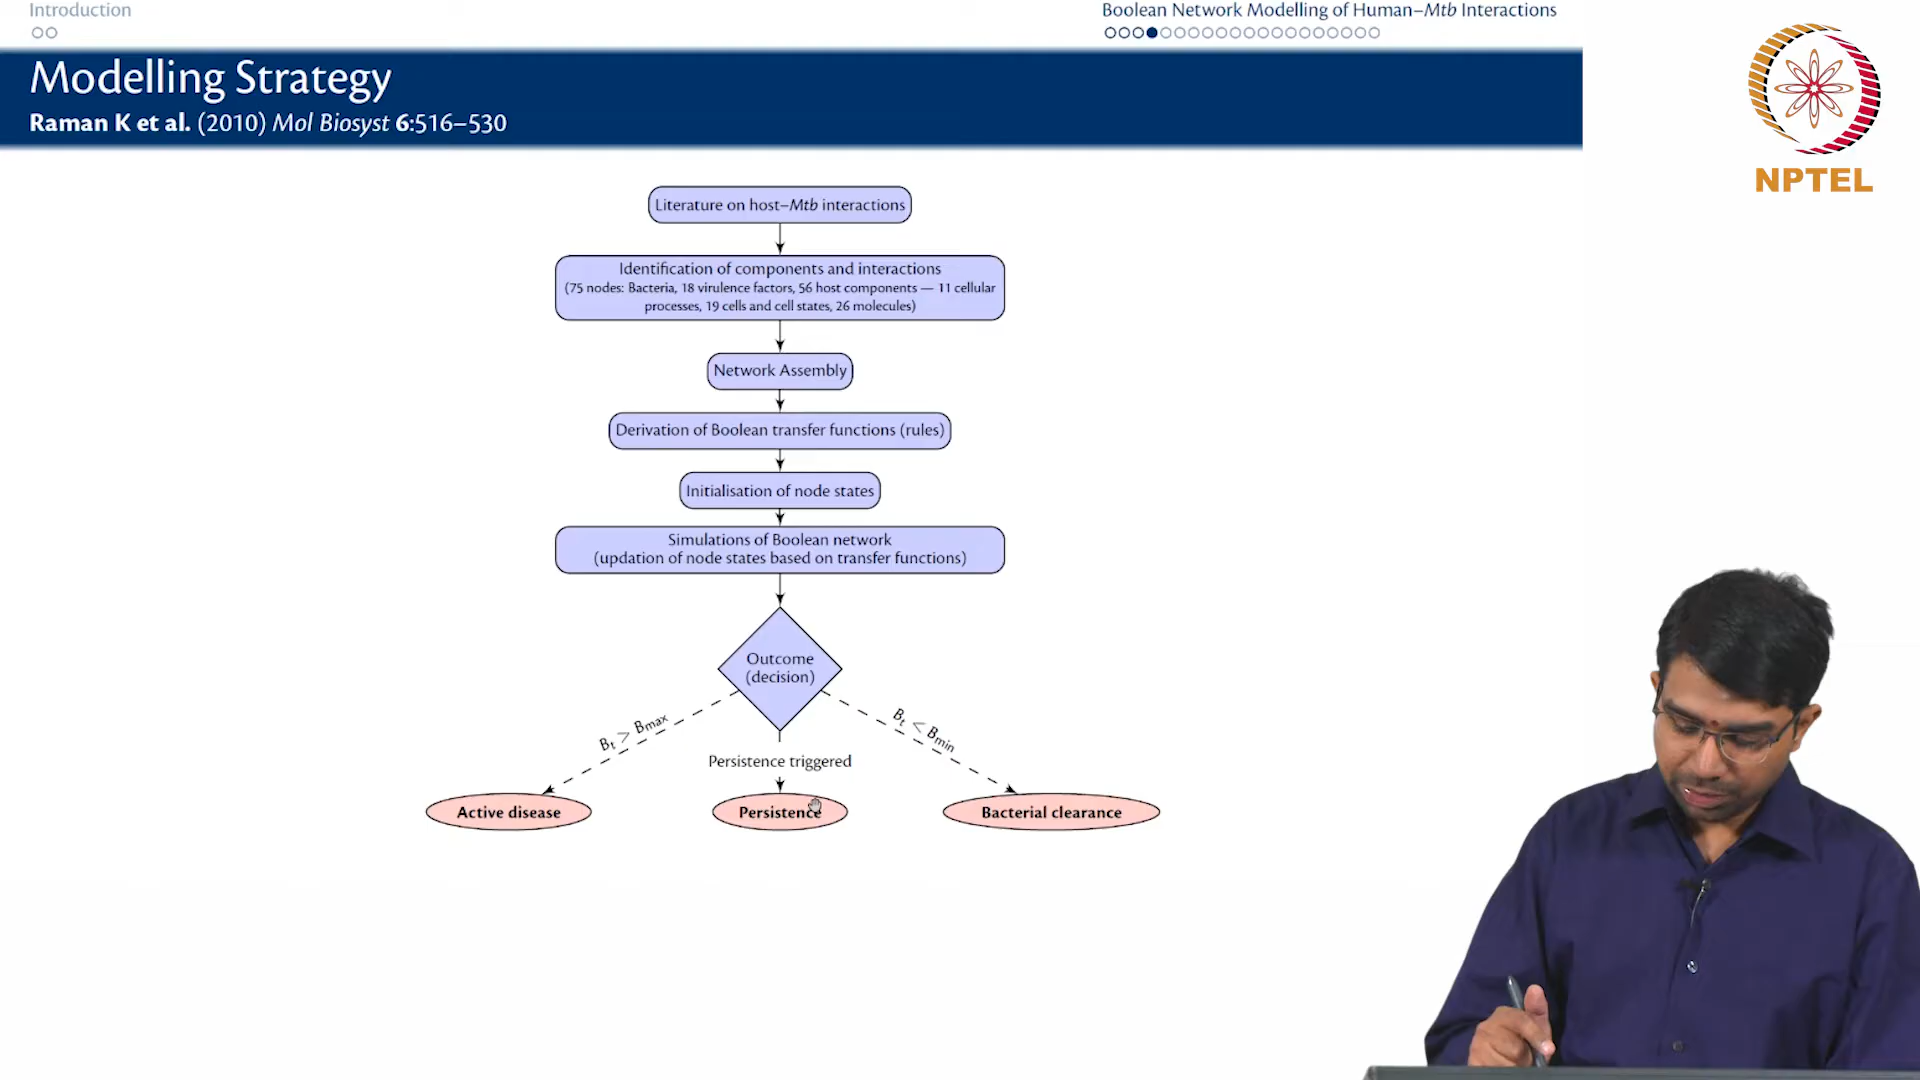 Introduction
Boolean Network Modelling of Human–Mtb Interactions
Modelling Strategy
Raman K et al. (2010) Mol Biosyst 6:516–530
NPTEL
Literature on host–Mtb interactions
Identification of components and interactions
(75 nodes: Bacteria, 18 virulence factors, 56 host components — 11 cellular
processes, 19 cells and cell states, 26 molecules)
Network Assembly
Derivation of Boolean transfer functions (rules)
Initialisation of node states
Simulations of Boolean network
(updation of node states based on transfer functions)
Outcome
(decision)
Bt > Bmax
Bt < Bmin
Persistence triggered
Active disease
Persistence
Bacterial clearance